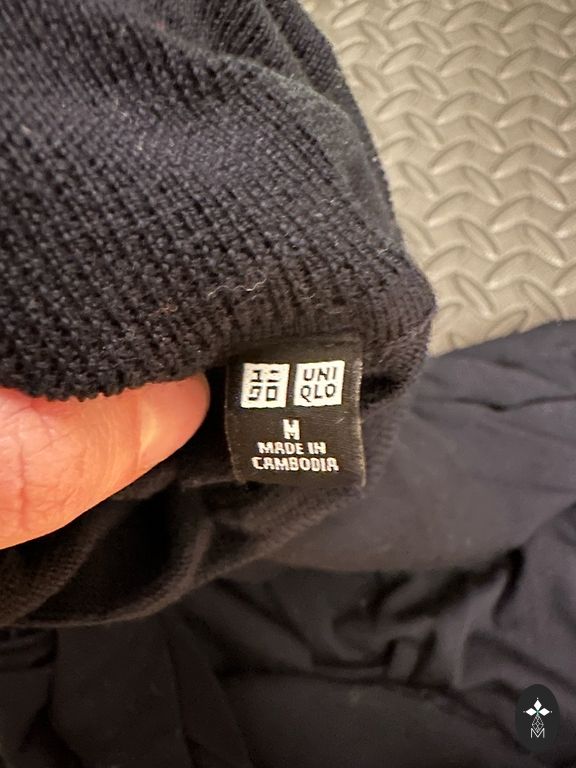 ユニ UNI
クロ QLO
M
MADE IN
CAMBODIA
M